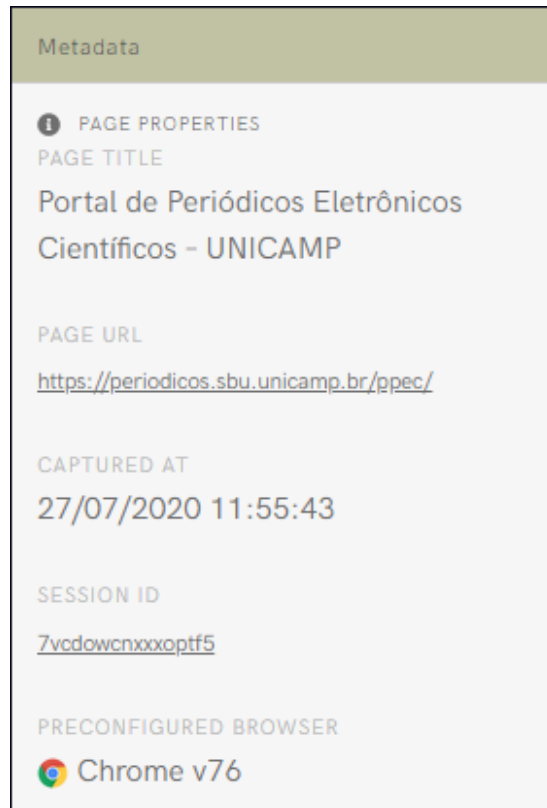 Metadata
PAGE PROPERTIES
PAGE TITLE
Portal de Periódicos Eletrônicos
Científicos - UNICAMP
PAGE URL
https://periodicos.sbu.unicamp.br/ppec/
CAPTURED AT
27/07/2020 11:55:43
SESSION ID
7vcdowcnxxxoptf5
PRECONFIGURED BROWSER
Chrome v76